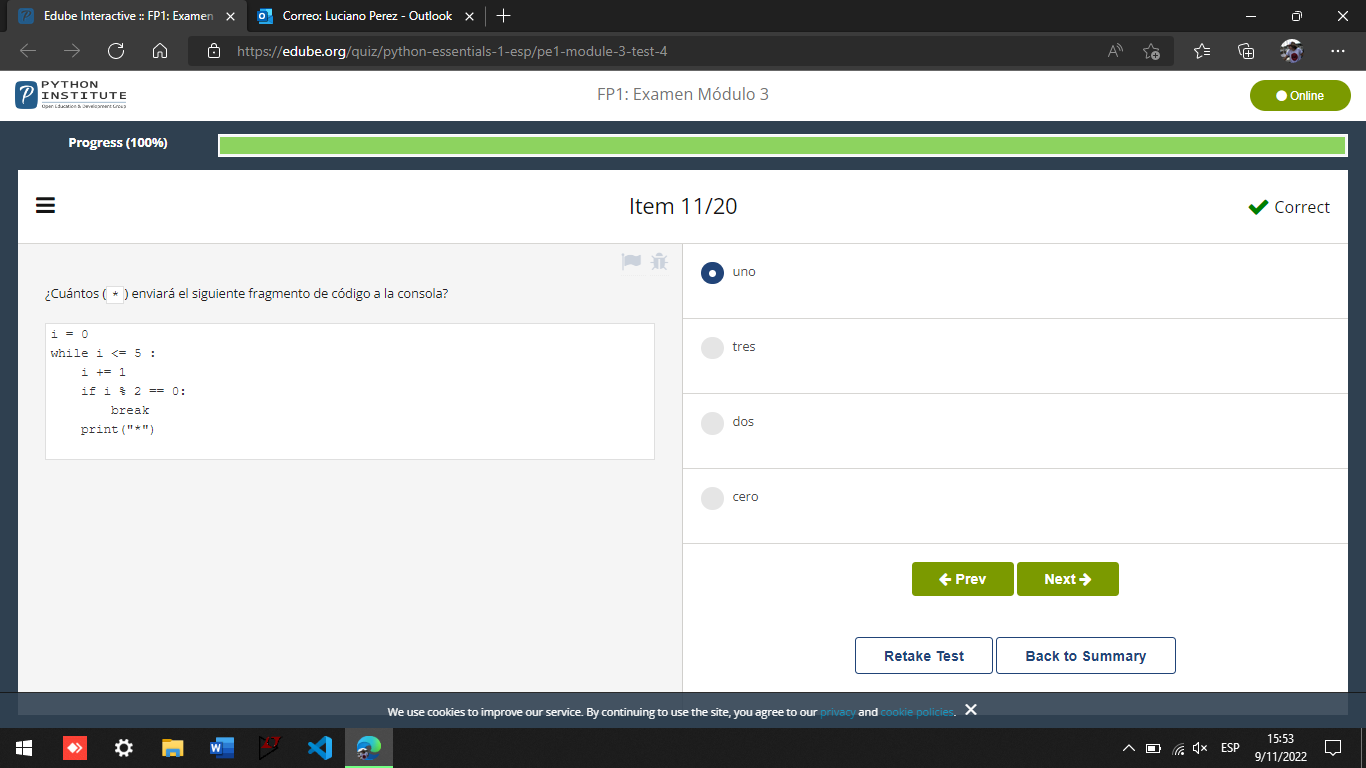 Edube Interactive :: FP1: Examen
Correo: Luciano Perez - Outlook
https://edube.org/quiz/python-essentials-1-esp/pe1-module-3-test-4
PYTHON
INSTITUTE
Open Education & Development Group
FP1: Examen Módulo 3
Online
Progress (100%)
Item 11/20
Correct
¿Cuántos ( * ) enviará el siguiente fragmento de código a la consola?
i = 0
while i <= 5 :
    i += 1
    if i % 2 == 0:
        break
    print("*")
uno
tres
dos
cero
Prev
Next
Retake Test
Back to Summary
We use cookies to improve our service. By continuing to use the site, you agree to our privacy and cookie policies.
ESP
15:53
9/11/2022